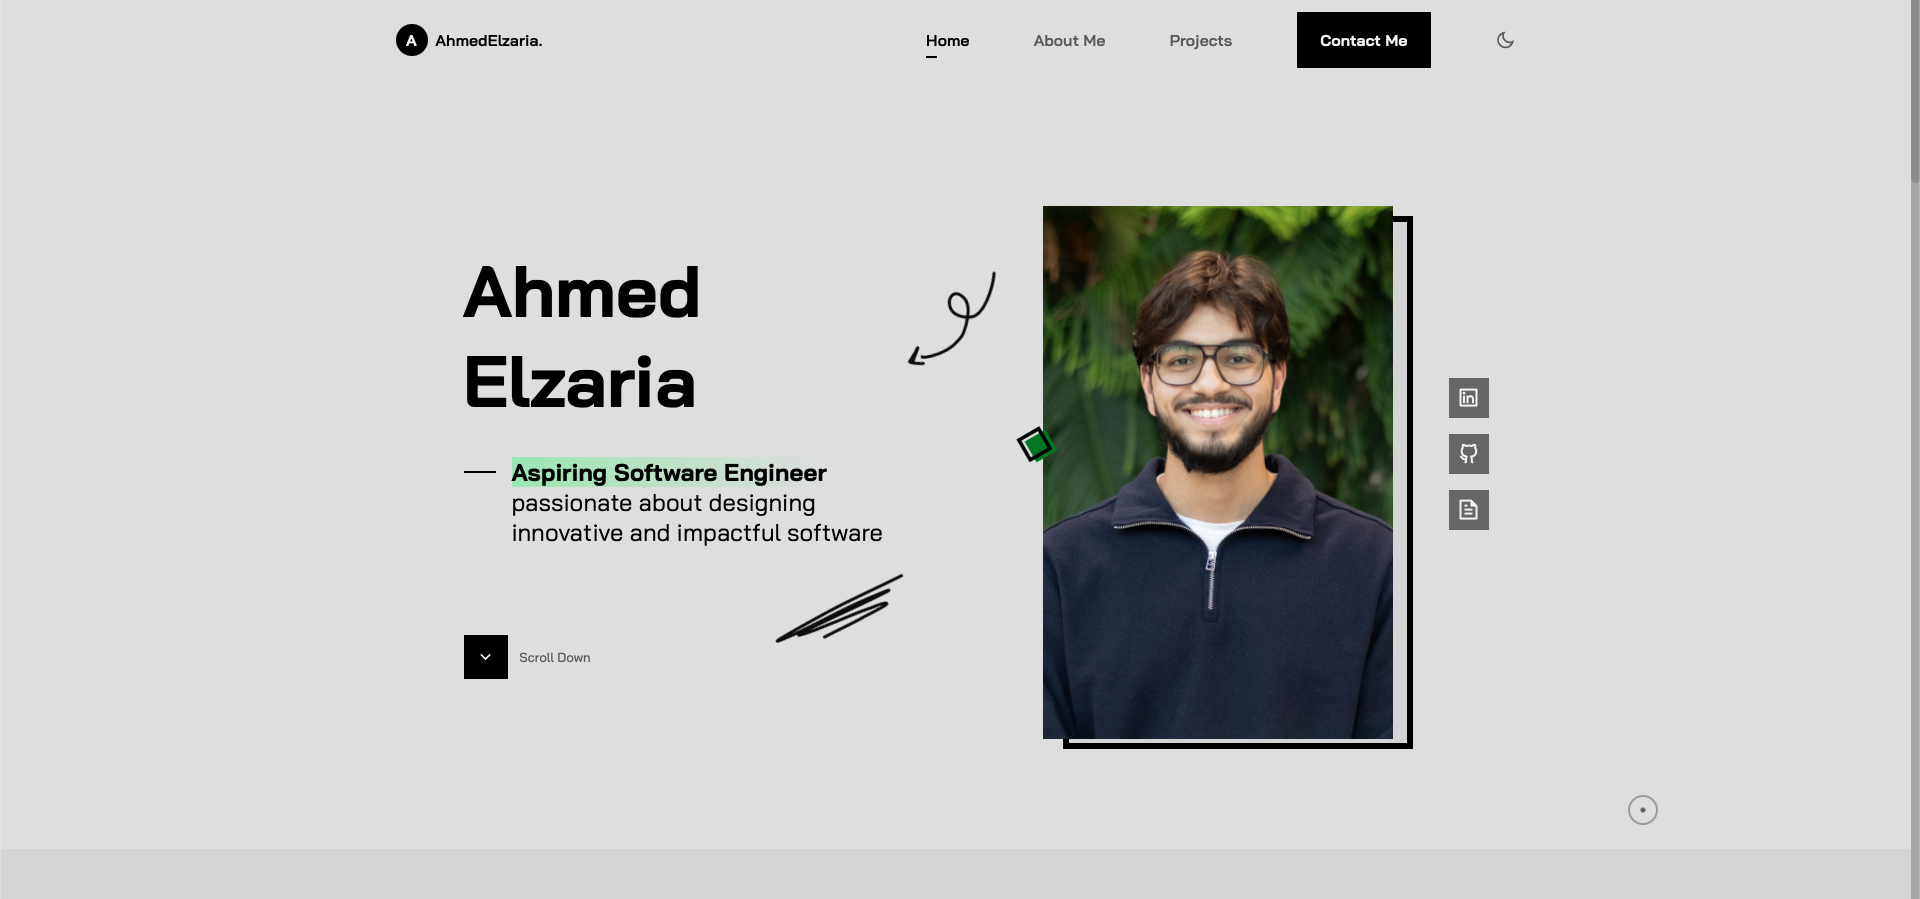 A AhmedElzaria.
Home About Me Projects Contact Me
Ahmed
Elzaria
Aspiring Software Engineer
passionate about designing
innovative and impactful software
in
Scroll Down